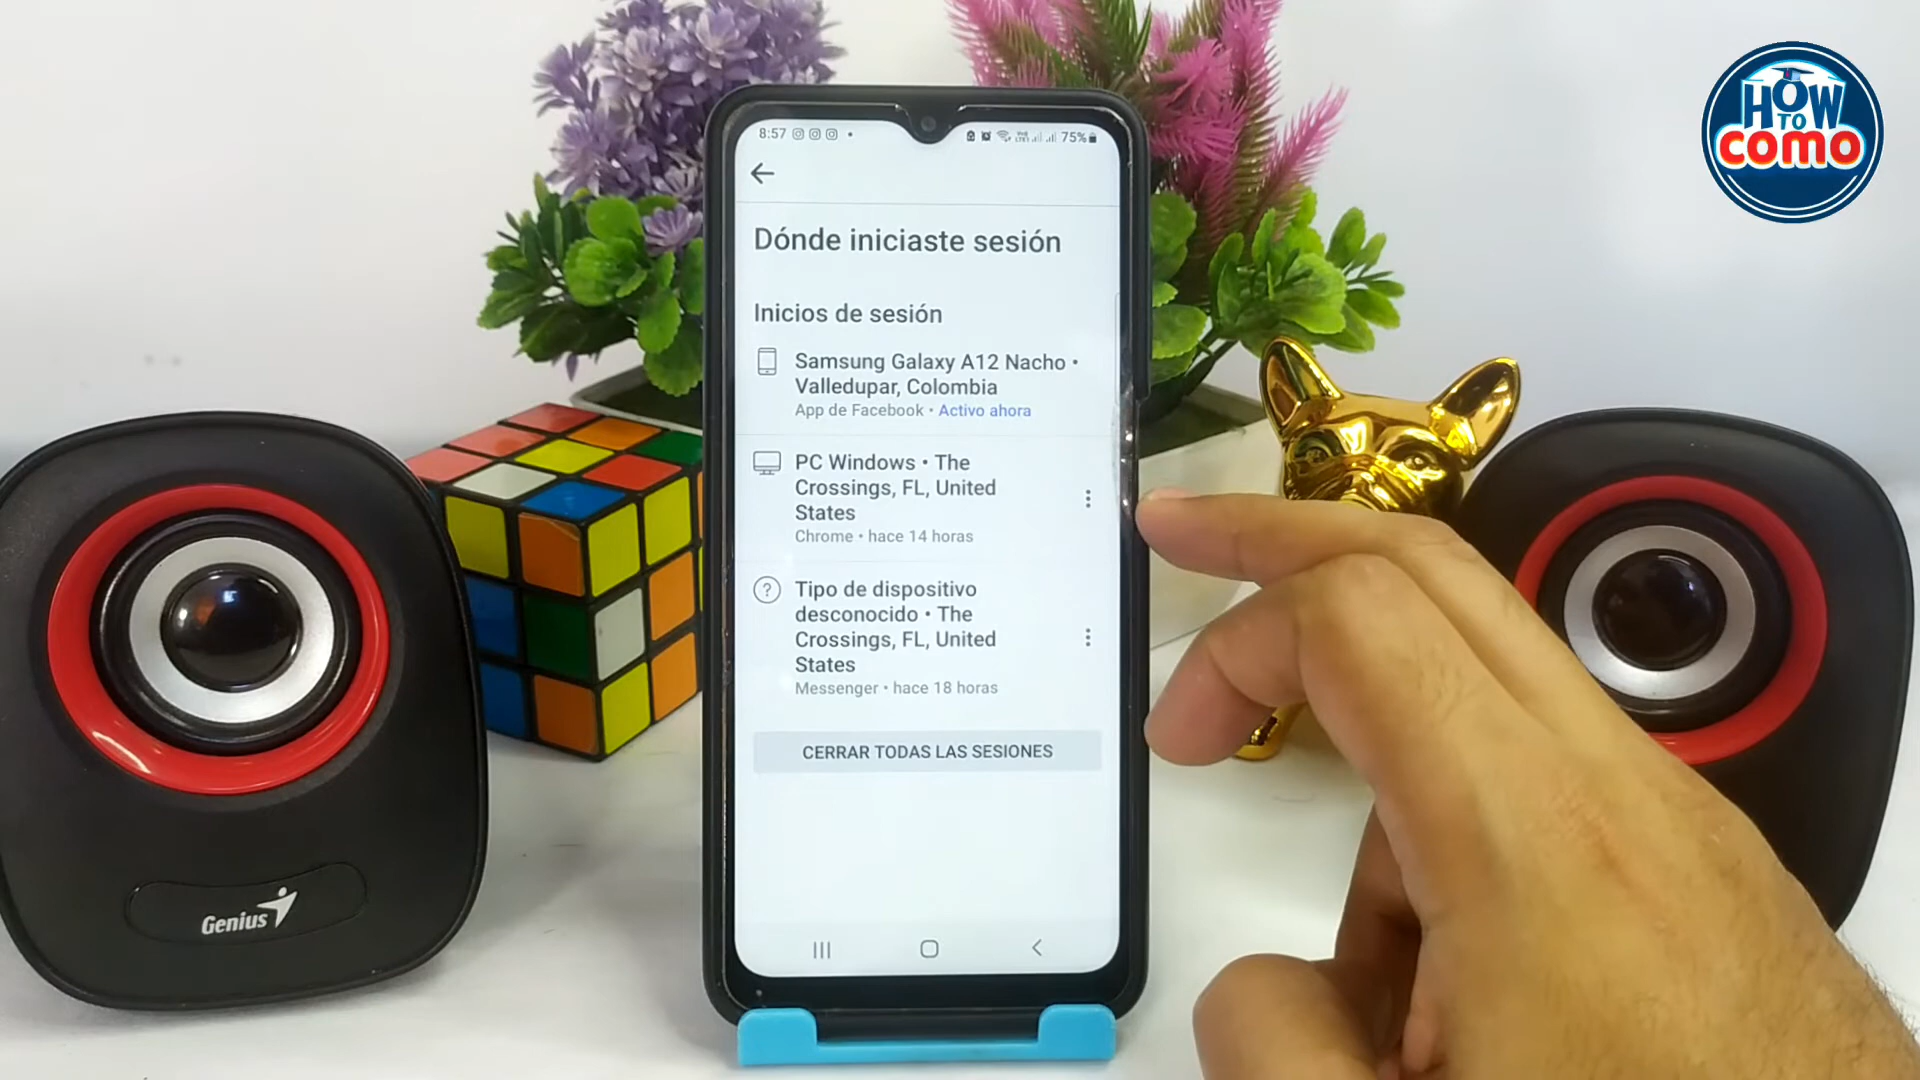 HOW
TO
como
8:57
75%
Dónde iniciaste sesión
Inicios de sesión
Samsung Galaxy A12 Nacho •
Valledupar, Colombia
App de Facebook • Activo ahora
PC Windows • The
Crossings, FL, United
States
Chrome • hace 14 horas
Tipo de dispositivo
desconocido • The
Crossings, FL, United
States
Messenger • hace 18 horas
CERRAR TODAS LAS SESIONES
Genius